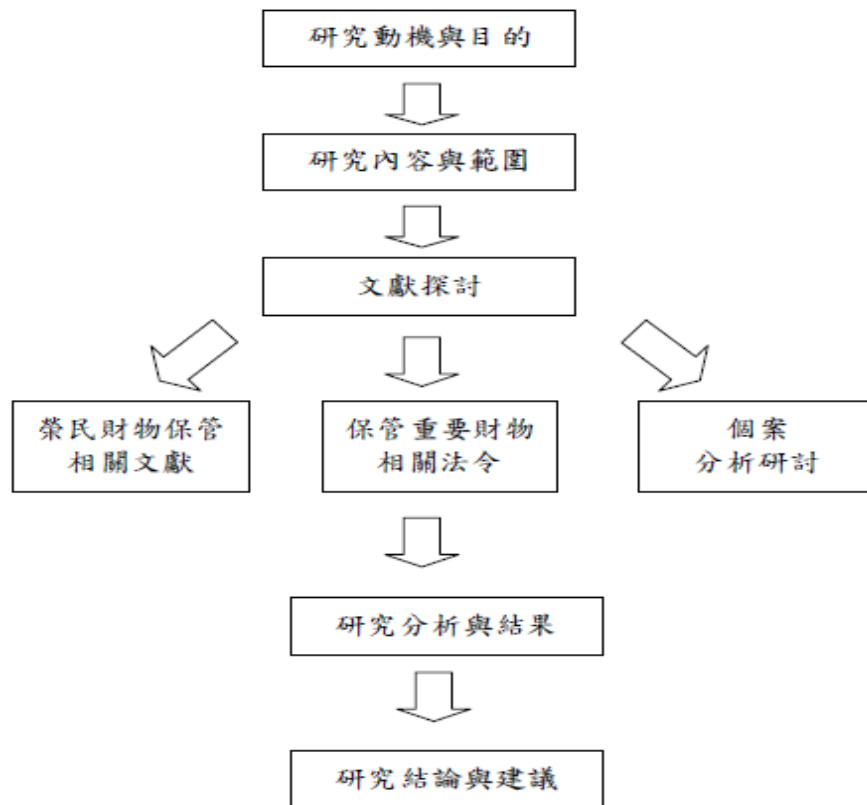 研究動機與目的
研究內容與範圍
文獻探討
榮民財物保管
相關文獻
保管重要財物
相關法令
個案
分析研討
研究分析與結果
研究結論與建議